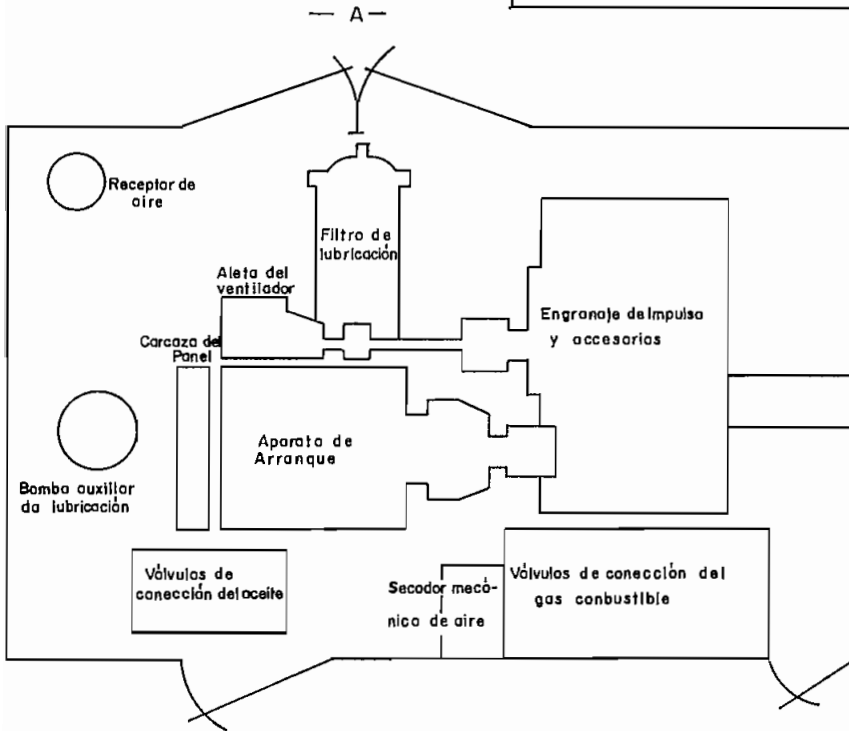 — A —
Receptor de
aire
Filtro de
lubricación
Aleta del
ventilador
Engranaje de Impulso
y accesorios
Carcaza del
Panel
Aparato de
Arranque
Bomba auxiliar
da lubricación
Válvulas de
conección del aceite
Secador mecá-
nico de aire
Válvulas de conección del
gas conbustible